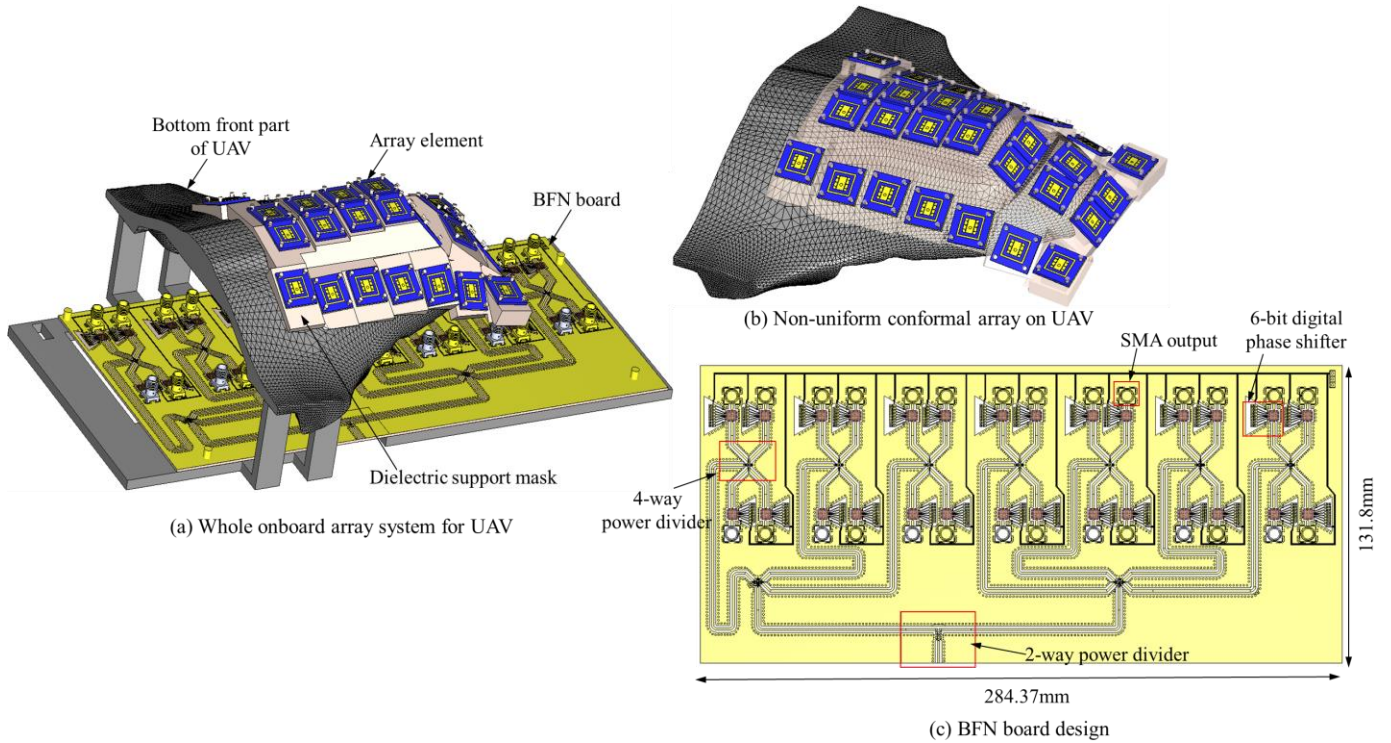 Bottom front part
of UAV
Array element
BFN board
Dielectric support mask
(a) Whole onboard array system for UAV
(b) Non-uniform conformal array on UAV
SMA output
6-bit digital
phase shifter
4-way
power divider
2-way power divider
131.8mm
284.37mm
(c) BFN board design